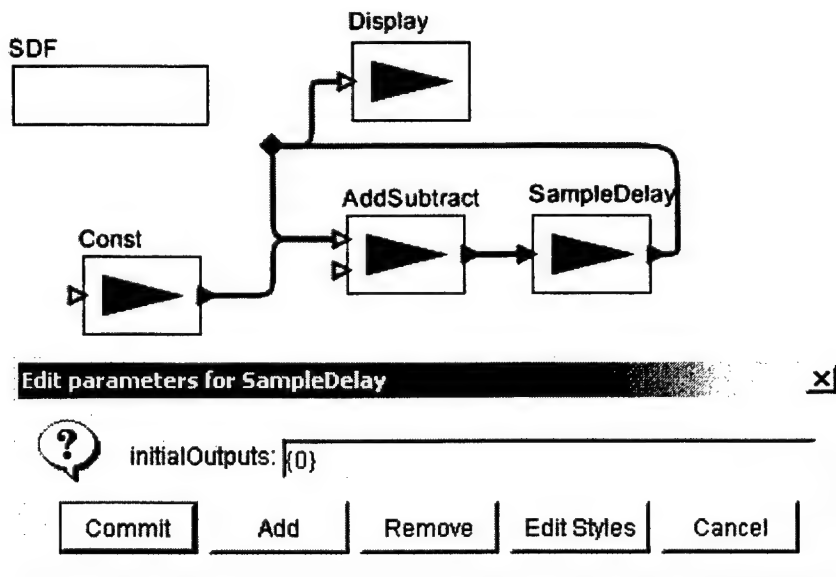 Display
SDF
AddSubtract
SampleDelay
Const
Edit parameters for SampleDelay
initialOutputs: {0}
Commit Add Remove Edit Styles Cancel